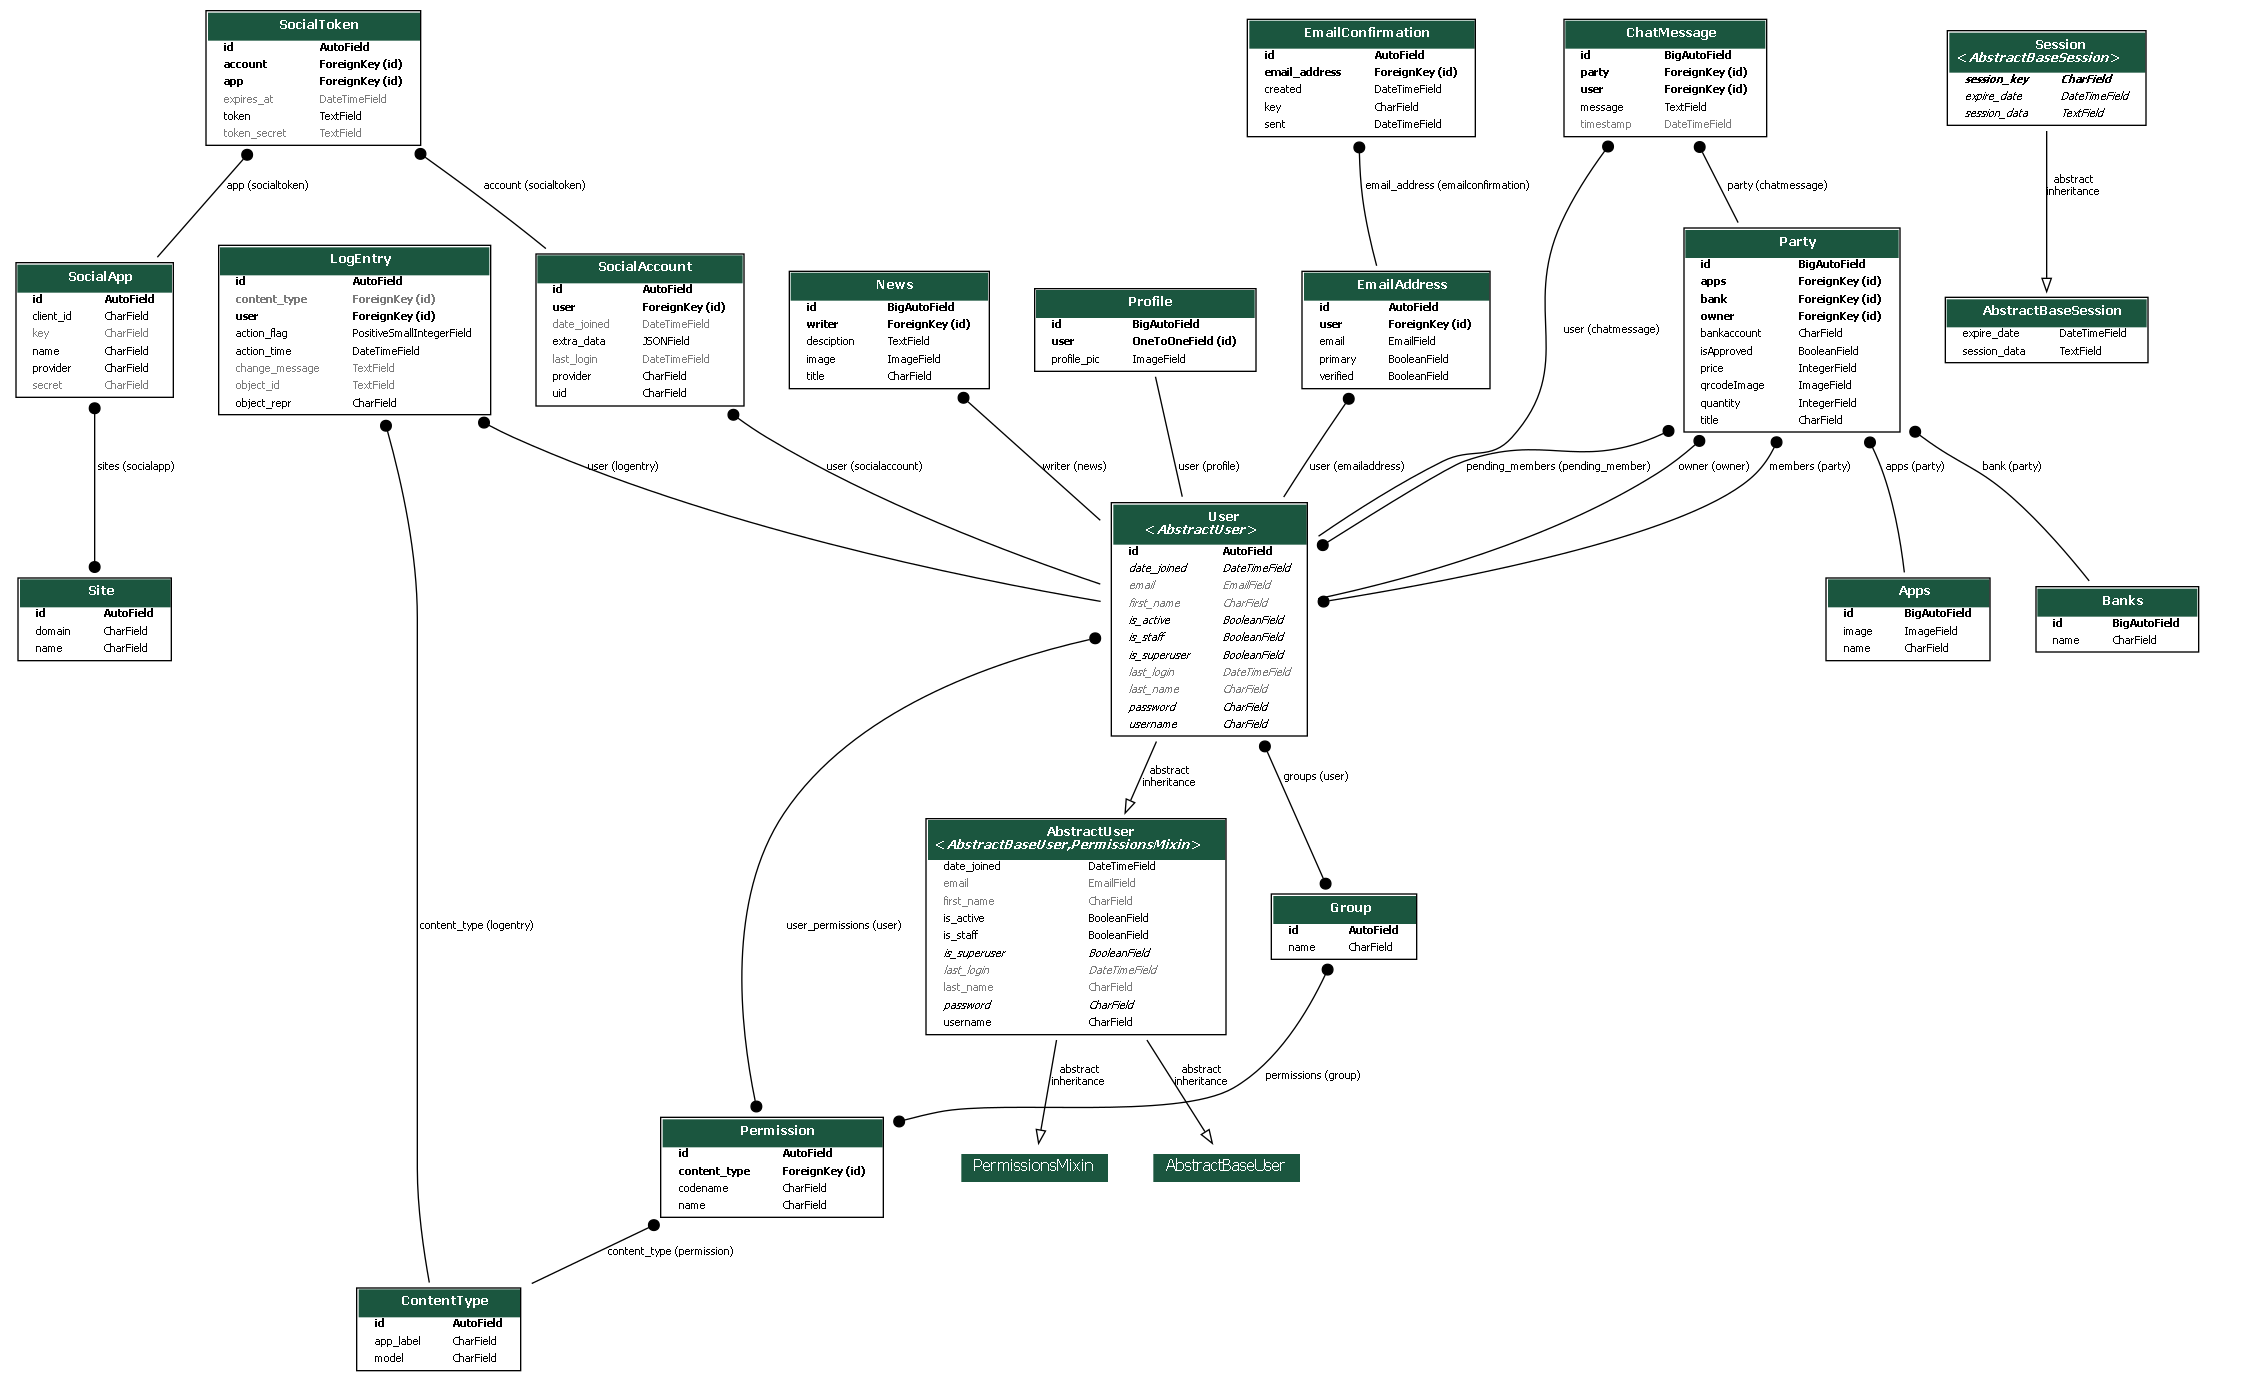 SocialToken
id AutoField
account ForeignKey (id)
app ForeignKey (id)
expires_at DateTimeField
token TextField
token_secret TextField
EmailConfirmation
id AutoField
email_address ForeignKey (id)
created DateTimeField
key CharField
sent DateTimeField
ChatMessage
id BigAutoField
party ForeignKey (id)
user ForeignKey (id)
message TextField
timestamp DateTimeField
Session
<AbstractBaseSession>
session_key CharField
expire_date DateTimeField
session_data TextField
app (socialtoken)
account (socialtoken)
email_address (emailconfirmation)
party (chatmessage)
abstract
inheritance
SocialApp
id AutoField
client_id CharField
key CharField
name CharField
provider CharField
secret CharField
LogEntry
id AutoField
content_type ForeignKey (id)
user ForeignKey (id)
action_flag PositiveSmallIntegerField
action_time DateTimeField
change_message TextField
object_id TextField
object_repr CharField
SocialAccount
id AutoField
user ForeignKey (id)
date_joined DateTimeField
extra_data JSONField
last_login DateTimeField
provider CharField
uid CharField
News
id BigAutoField
writer ForeignKey (id)
desciption TextField
image ImageField
title CharField
Profile
id BigAutoField
user OneToOneField (id)
profile_pic ImageField
EmailAddress
id AutoField
user ForeignKey (id)
email EmailField
primary BooleanField
verified BooleanField
user (chatmessage)
Party
id BigAutoField
apps ForeignKey (id)
bank ForeignKey (id)
owner ForeignKey (id)
bankaccount CharField
isApproved BooleanField
price IntegerField
qrcodeImage ImageField
quantity IntegerField
title CharField
AbstractBaseSession
expire_date DateTimeField
session_data TextField
sites (socialapp)
user (logentry)
user (socialaccount)
writer (news)
user (profile)
user (emailaddress)
pending_members (pending_member)
owner (owner)
members (party)
apps (party)
bank (party)
Site
id AutoField
domain CharField
name CharField
User
<AbstractUser>
id AutoField
date_joined DateTimeField
email EmailField
first_name CharField
is_active BooleanField
is_staff BooleanField
is_superuser BooleanField
last_login DateTimeField
last_name CharField
password CharField
username CharField
Apps
id BigAutoField
image ImageField
name CharField
Banks
id BigAutoField
name CharField
abstract
inheritance
groups (user)
content_type (logentry)
user_permissions (user)
AbstractUser
<AbstractBaseUser,PermissionsMixin>
date_joined DateTimeField
email EmailField
first_name CharField
is_active BooleanField
is_staff BooleanField
is_superuser BooleanField
last_login DateTimeField
last_name CharField
password CharField
username CharField
Group
id AutoField
name CharField
abstract
inheritance
abstract
inheritance
permissions (group)
Permission
id AutoField
content_type ForeignKey (id)
codename CharField
name CharField
PermissionsMixin
AbstractBaseUser
content_type (permission)
ContentType
id AutoField
app_label CharField
model CharField